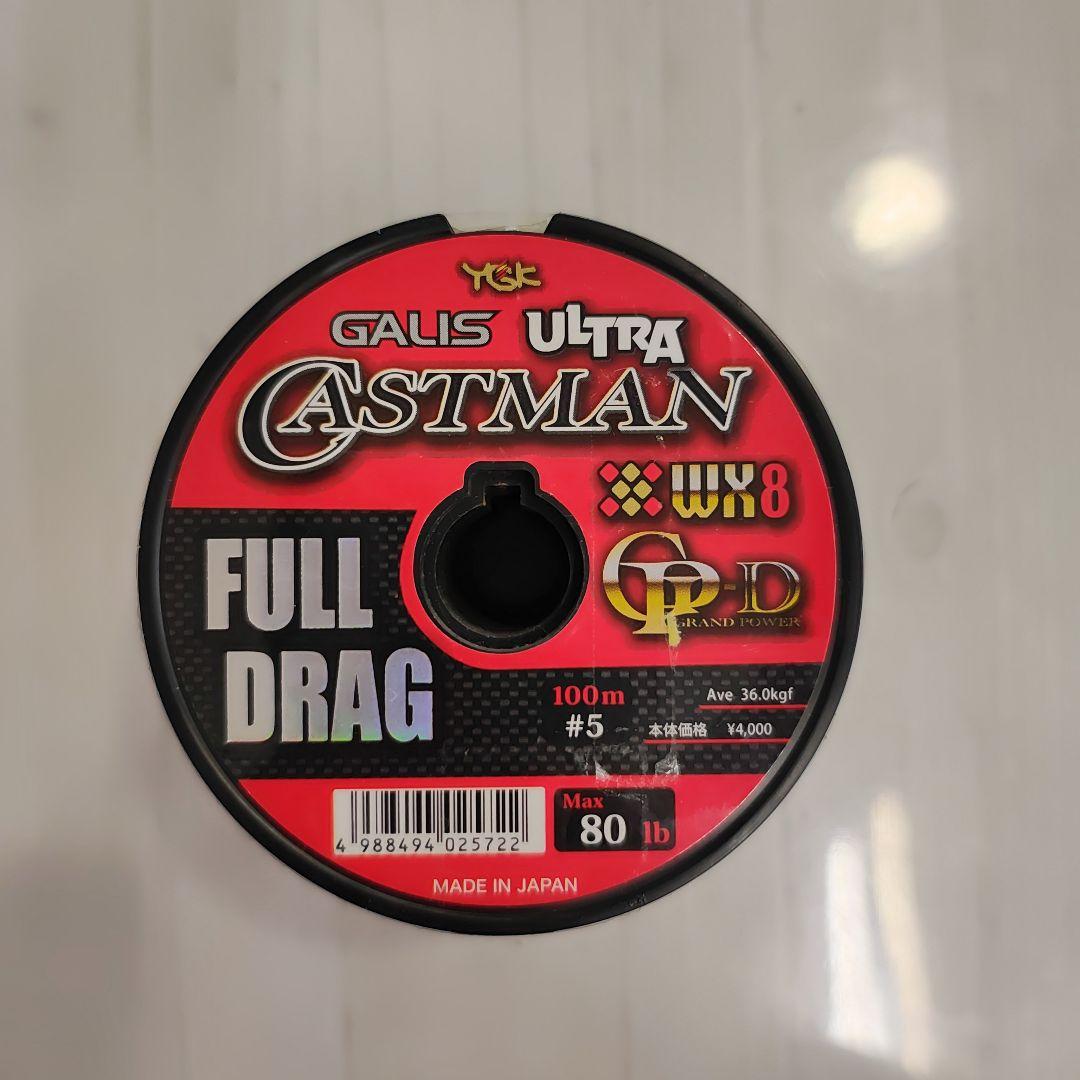 YGK
GALIS ULTRA
CASTMAN
WX8
GP-D
GRAND POWER
FULL
DRAG
100m
#5
Ave 36.0kgf
本体価格 ¥4,000
4 988494 025722
Max
80 lb
MADE IN JAPAN